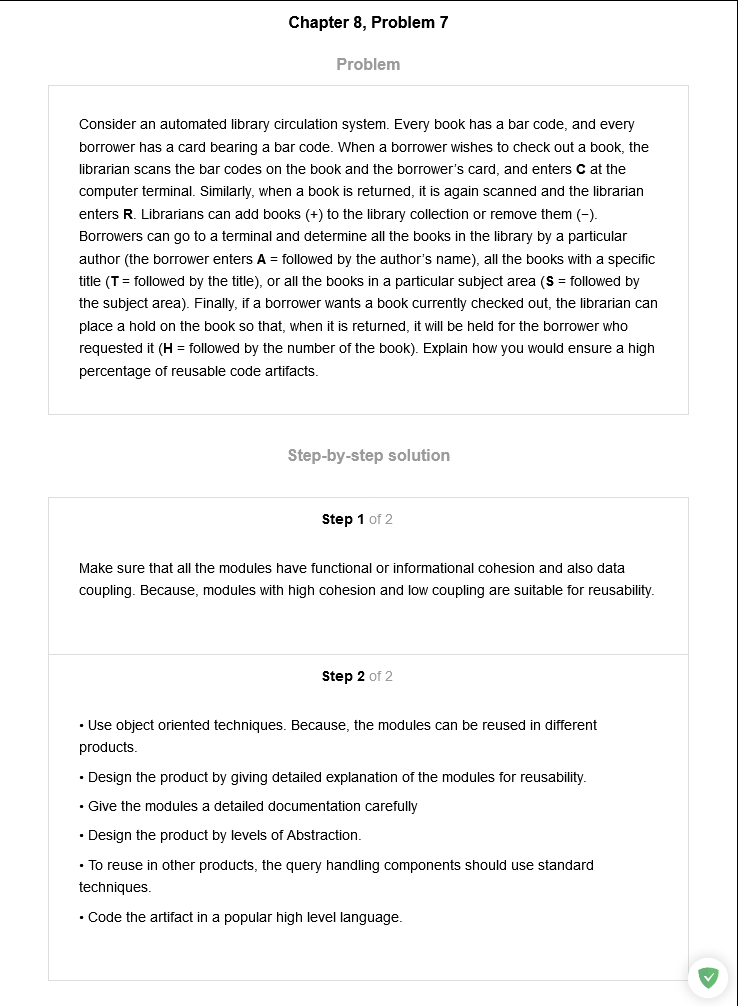 Chapter 8, Problem 7
Problem
Consider an automated library circulation system. Every book has a bar code, and every
borrower has a card bearing a bar code. When a borrower wishes to check out a book, the
librarian scans the bar codes on the book and the borrower's card, and enters C at the
computer terminal. Similarly, when a book is returned, it is again scanned and the librarian
enters R. Librarians can add books (+) to the library collection or remove them (−).
Borrowers can go to a terminal and determine all the books in the library by a particular
author (the borrower enters A = followed by the author's name), all the books with a specific
title (T = followed by the title), or all the books in a particular subject area (S = followed by
the subject area). Finally, if a borrower wants a book currently checked out, the librarian can
place a hold on the book so that, when it is returned, it will be held for the borrower who
requested it (H = followed by the number of the book). Explain how you would ensure a high
percentage of reusable code artifacts.
Step-by-step solution
Step 1 of 2
Make sure that all the modules have functional or informational cohesion and also data
coupling. Because, modules with high cohesion and low coupling are suitable for reusability.
Step 2 of 2
• Use object oriented techniques. Because, the modules can be reused in different
products.
• Design the product by giving detailed explanation of the modules for reusability.
• Give the modules a detailed documentation carefully
• Design the product by levels of Abstraction.
• To reuse in other products, the query handling components should use standard
techniques.
• Code the artifact in a popular high level language.